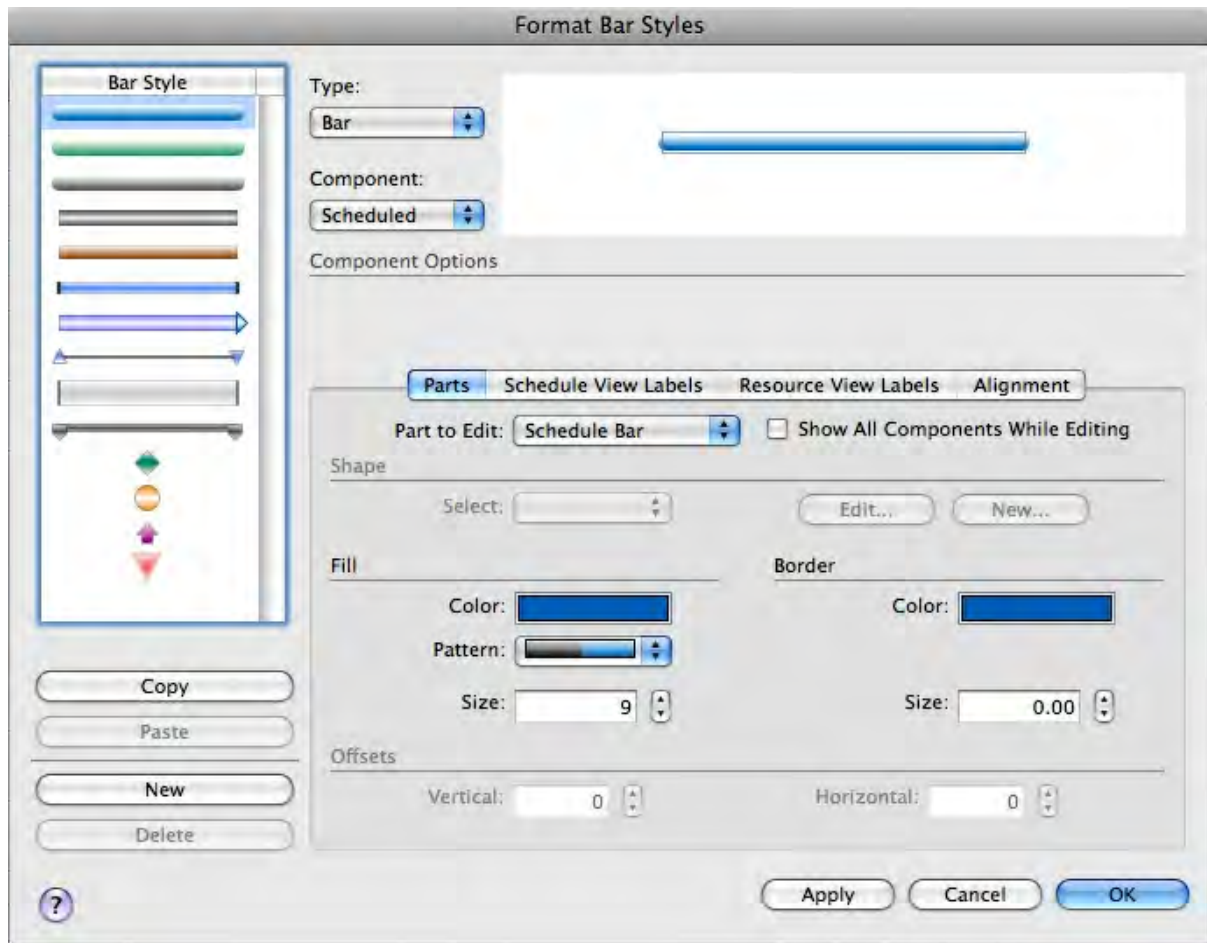 Format Bar Styles
Bar Style
Type:
Bar
Component:
Scheduled
Component Options
Parts Schedule View Labels Resource View Labels Alignment
Part to Edit: Schedule Bar Show All Components While Editing
Shape
Select: Edit... New...
Fill Border
Color: Color:
Pattern:
Size: 9 Size: 0.00
Offsets
Vertical: 0 Horizontal: 0
Copy
Paste
New
Delete
? Apply Cancel OK